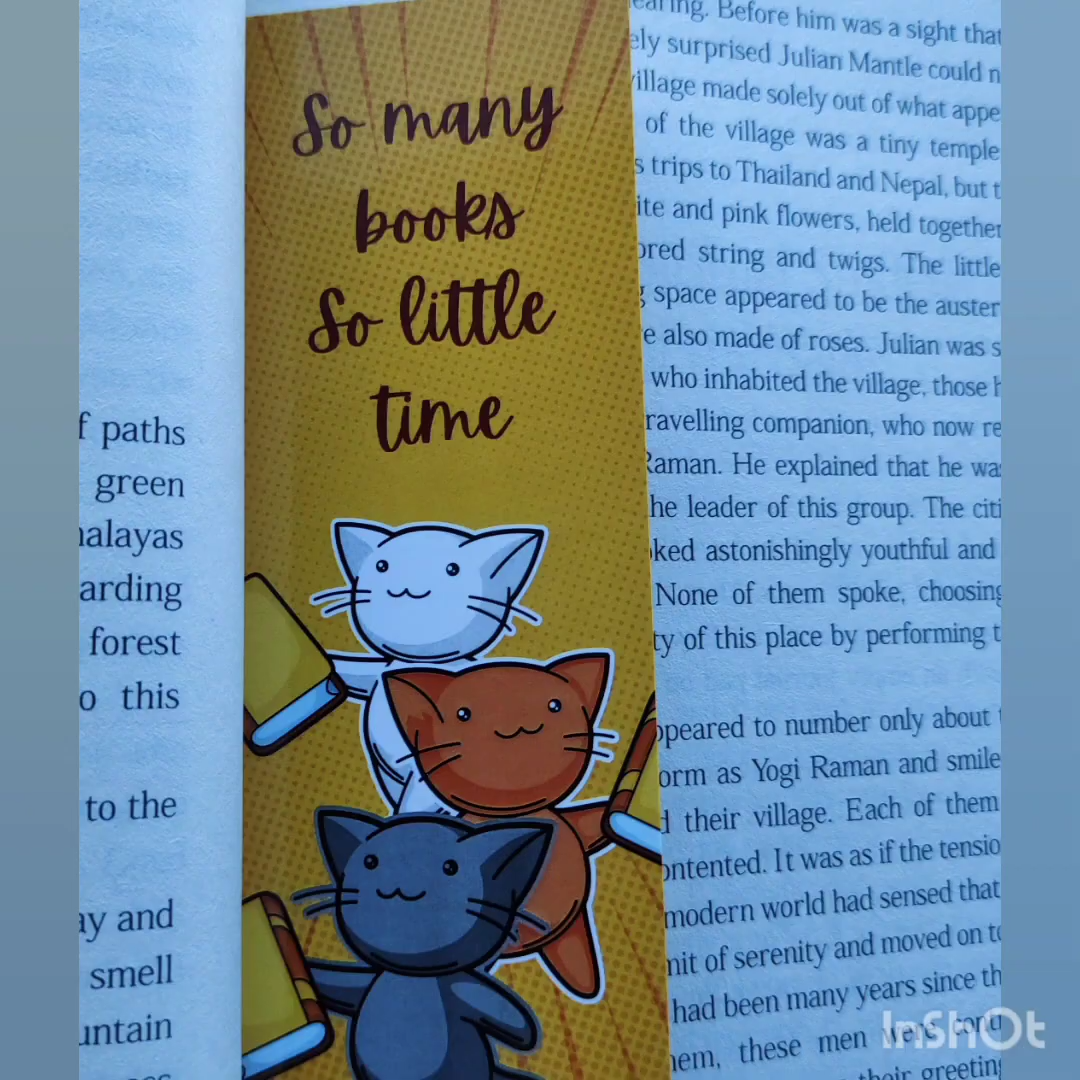 So many
books
So little
time
f paths
green
alayas
arding
forest
o this
to the
ay and
smell
untain
earing. Before him was a sight that
ely surprised Julian Mantle could n
village made solely out of what appe
of the village was a tiny temple
s trips to Thailand and Nepal, but t
ite and pink flowers, held together
ored string and twigs. The little
space appeared to be the auster
e also made of roses. Julian was s
who inhabited the village, those h
ravelling companion, who now re
Raman. He explained that he was
he leader of this group. The citi
ked astonishingly youthful and
None of them spoke, choosing
ty of this place by performing t
ppeared to number only about
orm as Yogi Raman and smile
d their village. Each of them
ontented. It was as if the tensio
modern world had sensed that
mit of serenity and moved on to
had been many years since th
hem, these men were cong
their greeting
InShOt